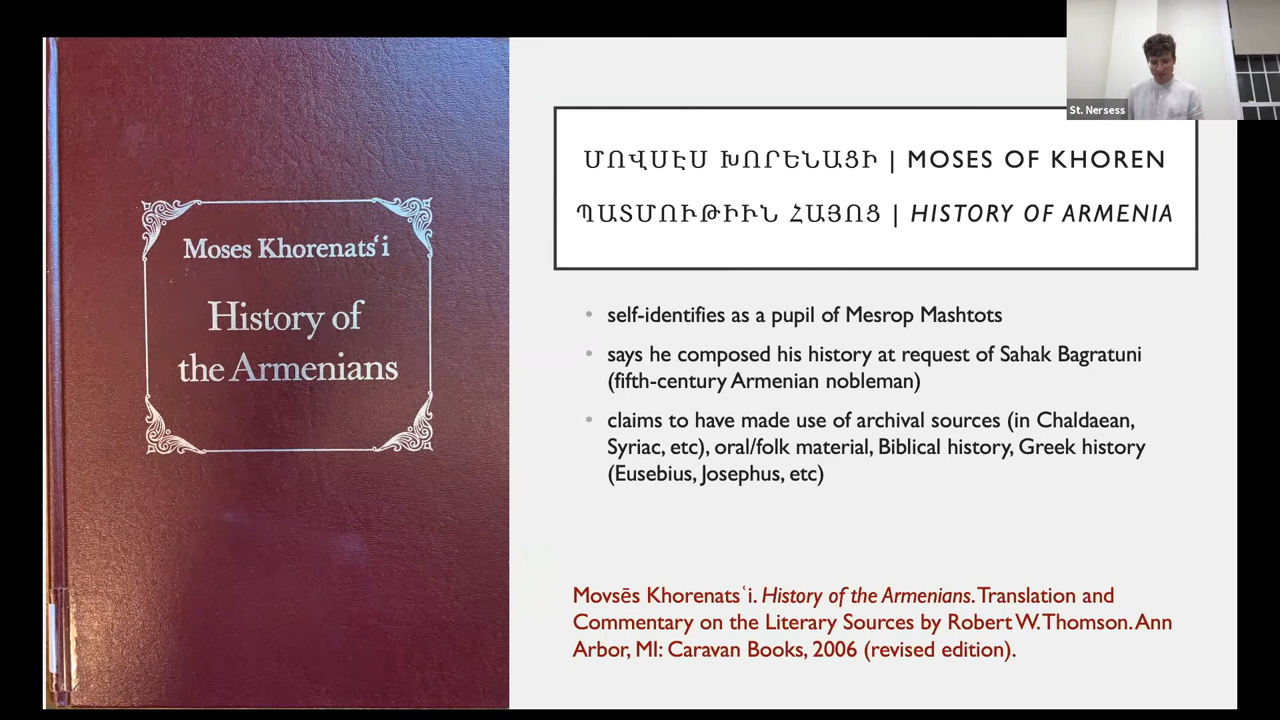 Moses Khorenatsʿi
History of
the Armenians
St. Nersess
ՄՈՎՍԷՍ ԽՈՐԵՆԱՑԻ | MOSES OF KHOREN
ՊԱՏՄՈՒԹԻՒՆ ՀԱՅՈՑ | HISTORY OF ARMENIA
• self-identifies as a pupil of Mesrop Mashtots
• says he composed his history at request of Sahak Bagratuni
(fifth-century Armenian nobleman)
• claims to have made use of archival sources (in Chaldaean,
Syriac, etc), oral/folk material, Biblical history, Greek history
(Eusebius, Josephus, etc)
Movsēs Khorenatsʿi. History of the Armenians. Translation and
Commentary on the Literary Sources by Robert W. Thomson. Ann
Arbor, MI: Caravan Books, 2006 (revised edition).